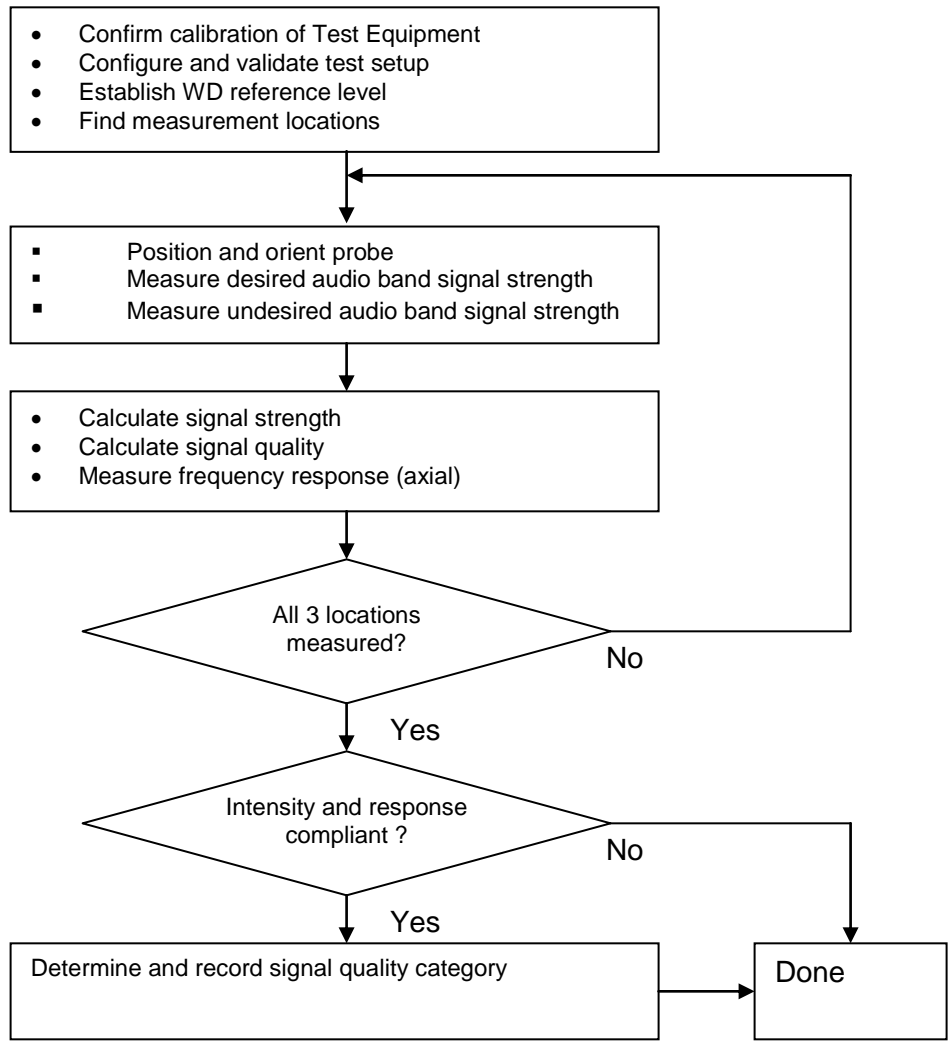 • Confirm calibration of Test Equipment
• Configure and validate test setup
• Establish WD reference level
• Find measurement locations
▪ Position and orient probe
▪ Measure desired audio band signal strength
▪ Measure undesired audio band signal strength
• Calculate signal strength
• Calculate signal quality
• Measure frequency response (axial)
All 3 locations
measured?
No
Yes
Intensity and response
compliant ?
No
Yes
Determine and record signal quality category
Done